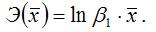 Э(x̅) = ln β₁ · x̅ .